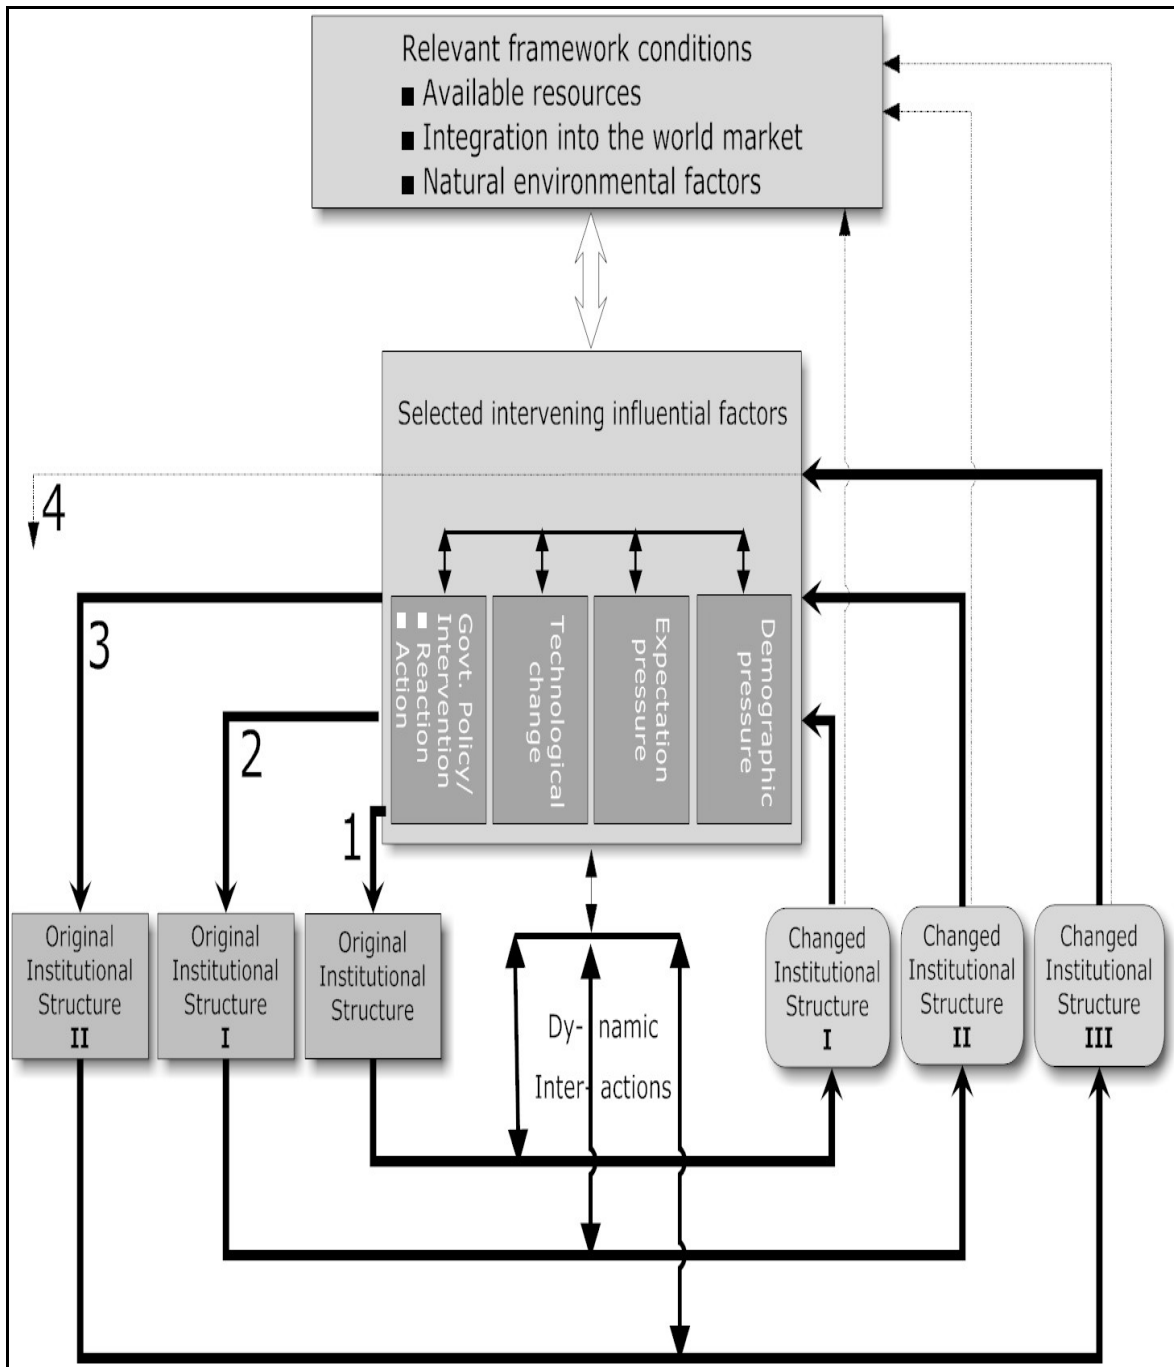 Relevant framework conditions
■ Available resources
■ Integration into the world market
■ Natural environmental factors
Selected intervening influential factors
4
3
2
1
Govt. Policy/
Intervention
■ Reaction
■ Action
Technological
change
Expectation
pressure
Demographic
pressure
Original
Institutional
Structure
II
Original
Institutional
Structure
I
Original
Institutional
Structure
Dy- namic
Inter- actions
Changed
Institutional
Structure
I
Changed
Institutional
Structure
II
Changed
Institutional
Structure
III